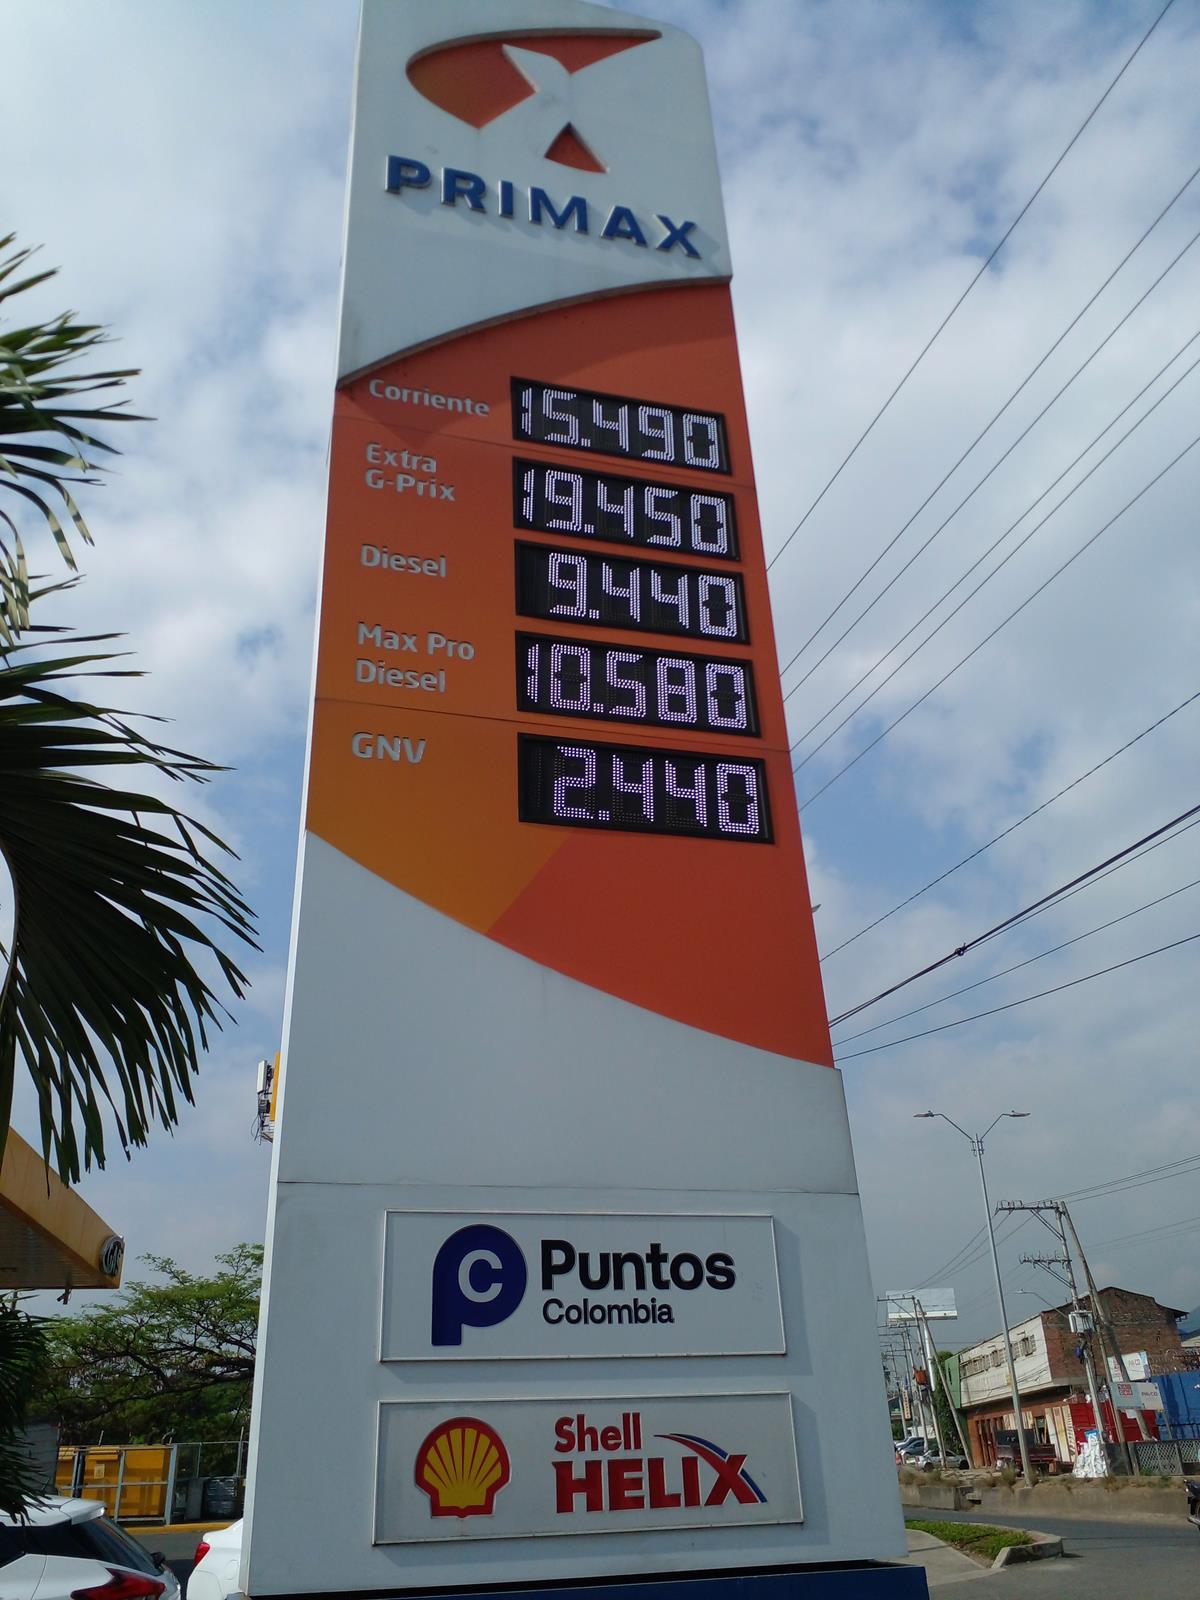 PRIMAX
Corriente 15.490
Extra
G-Prix 19.450
Diesel 9.440
Max Pro
Diesel 10.580
GNV 2.440
PC Puntos
Colombia
Shell
HELIX